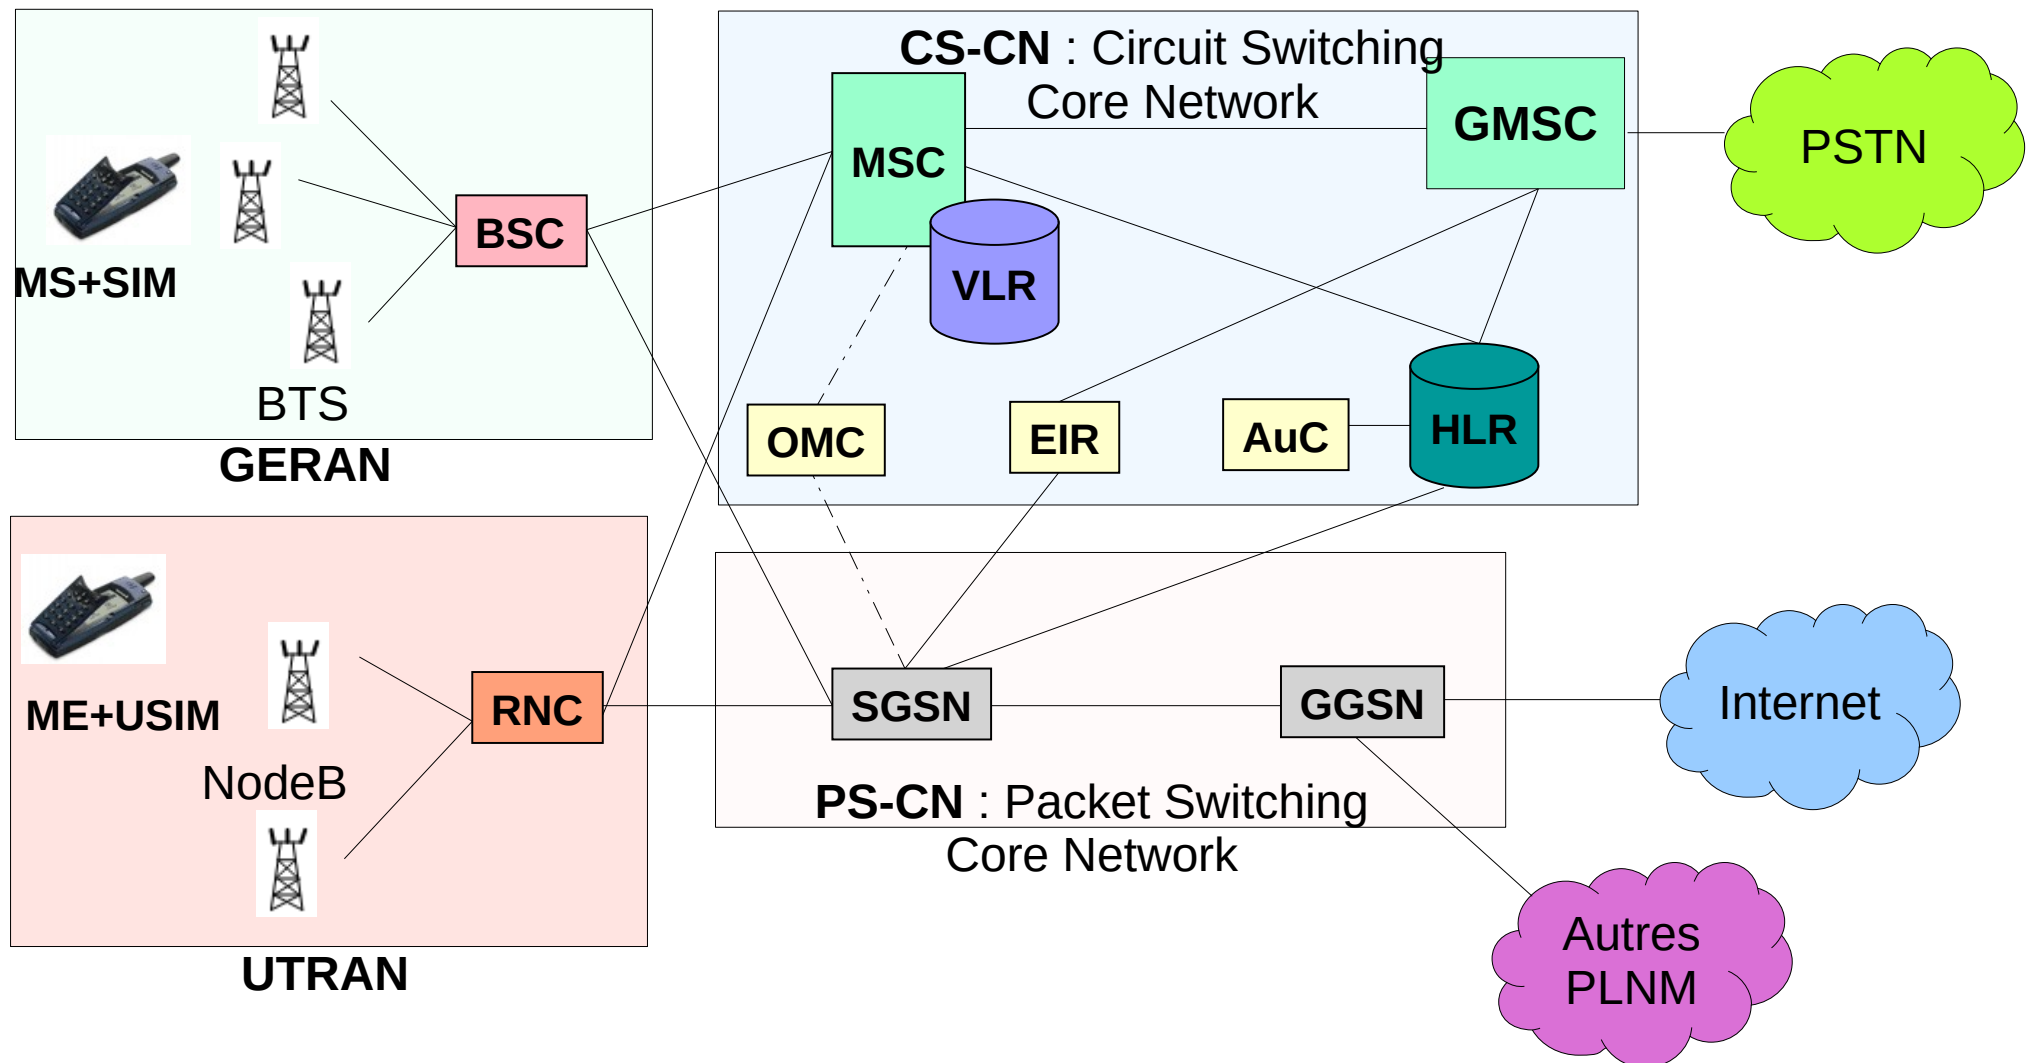 CS-CN : Circuit Switching
Core Network
GMSC
PSTN
MSC
BSC
MS+SIM
VLR
BTS
OMC
EIR
AuC
HLR
GERAN
ME+USIM
RNC
SGSN
GGSN
Internet
NodeB
PS-CN : Packet Switching
Core Network
Autres
PLNM
UTRAN